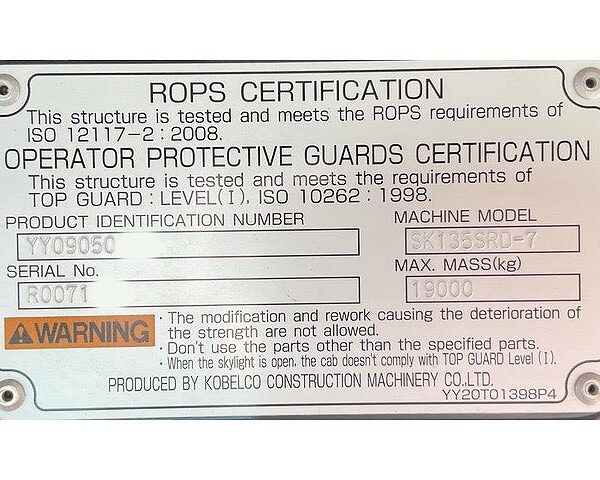 ROPS CERTIFICATION
This structure is tested and meets the ROPS requirements of
ISO 12117-2 : 2008.
OPERATOR PROTECTIVE GUARDS CERTIFICATION
This structure is tested and meets the requirements of
TOP GUARD : LEVEL(I), ISO 10262 : 1998.
PRODUCT IDENTIFICATION NUMBER
YY09050
MACHINE MODEL
SK135SRD-7
SERIAL No.
R0071
MAX. MASS(kg)
19000
WARNING
· The modification and rework causing the deterioration of
the strength are not allowed.
· Don't use the parts other than the specified parts.
· When the skylight is open, the cab doesn't comply with TOP GUARD Level (I).
PRODUCED BY KOBELCO CONSTRUCTION MACHINERY CO.,LTD.
YY20T01398P4